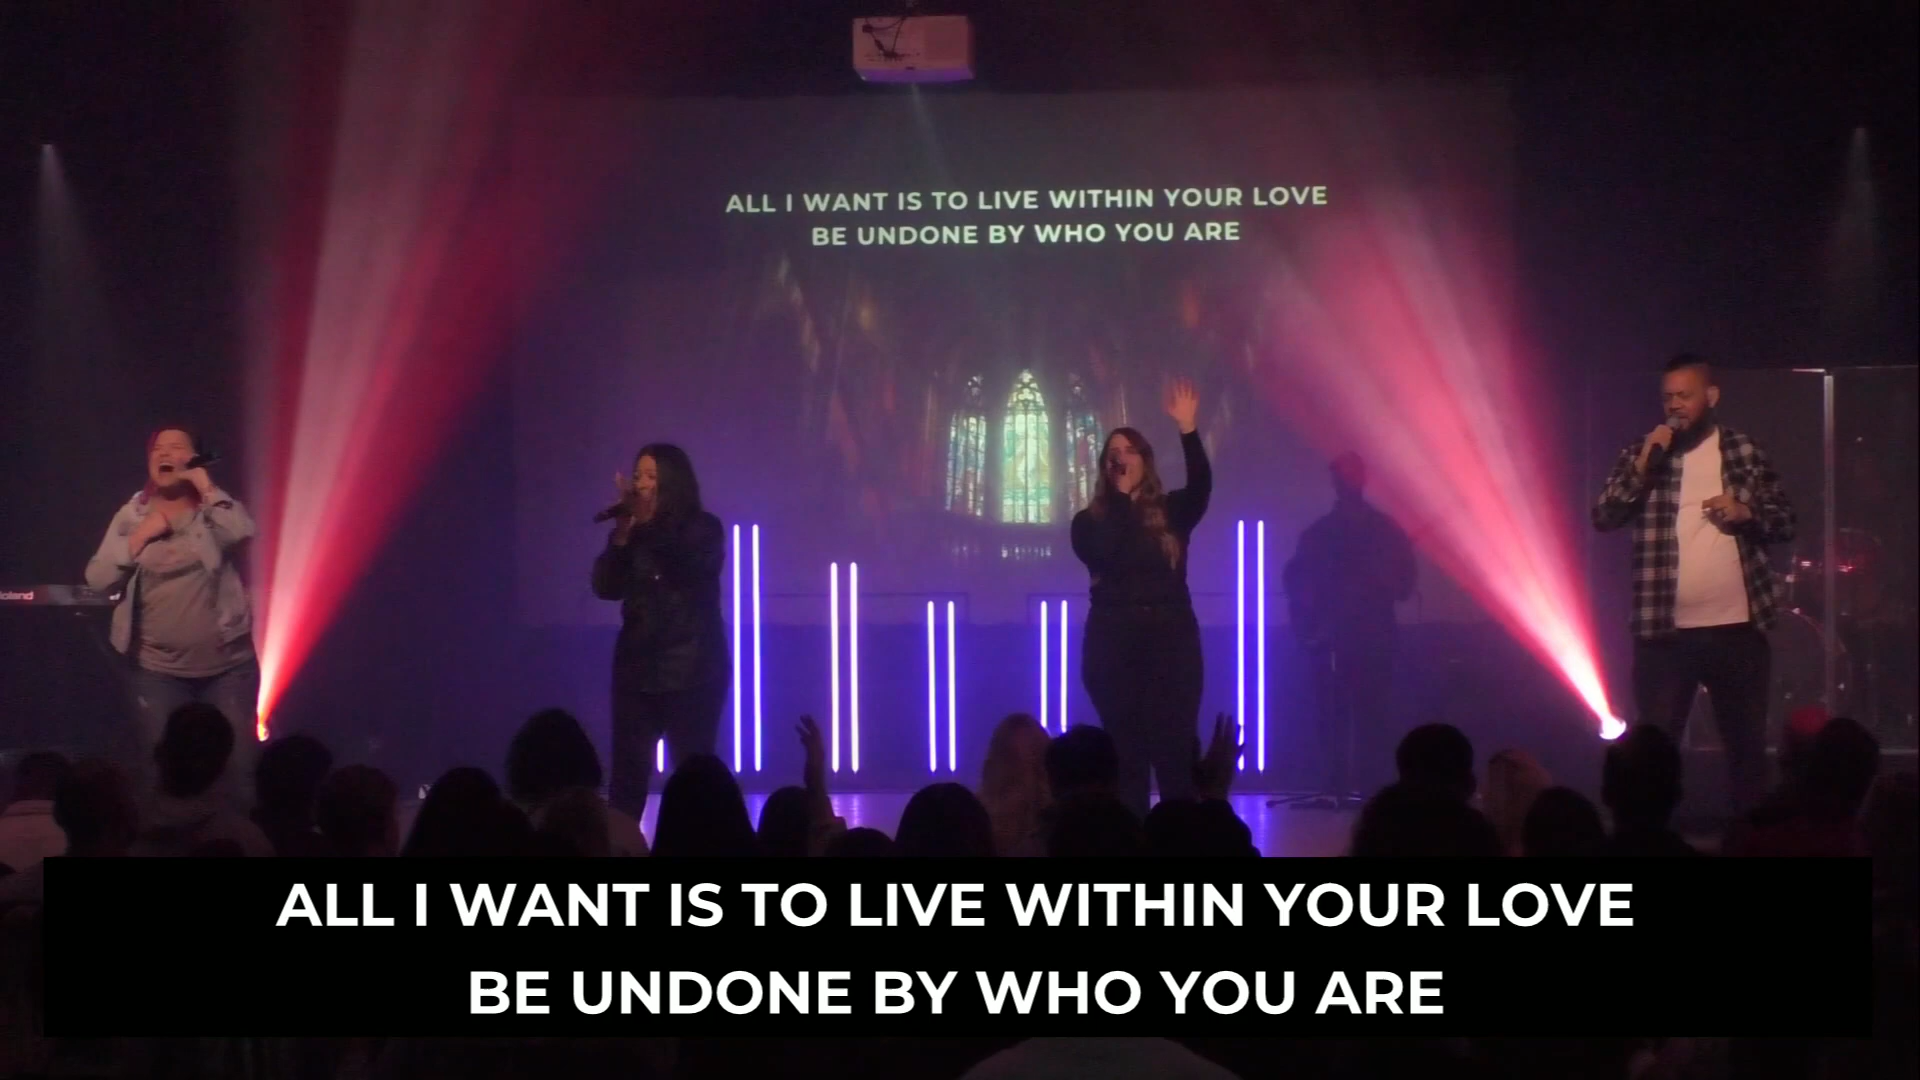 ALL I WANT IS TO LIVE WITHIN YOUR LOVE
BE UNDONE BY WHO YOU ARE
Roland
ALL I WANT IS TO LIVE WITHIN YOUR LOVE
BE UNDONE BY WHO YOU ARE